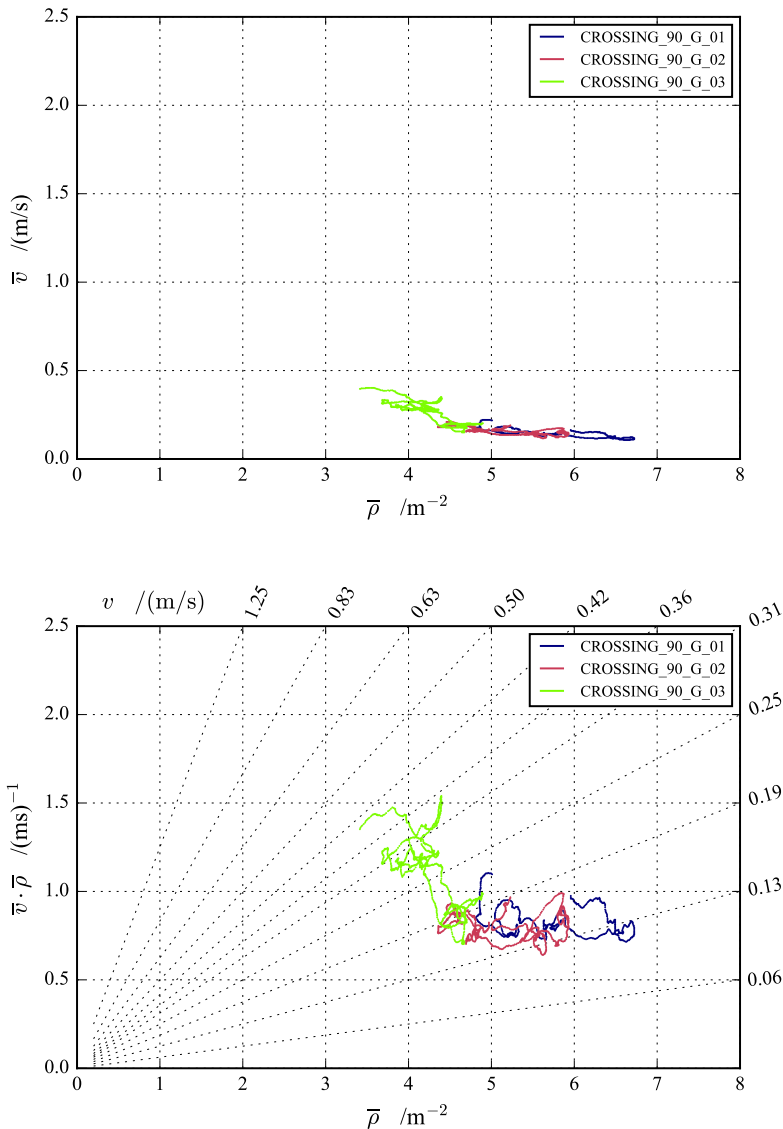 2.5
CROSSING_90_G_01
CROSSING_90_G_02
CROSSING_90_G_03
2.0
1.5
v̅ /(m/s)
1.0
0.5
0.0
0 1 2 3 4 5 6 7 8
ρ̅ /m⁻²
v /(m/s) 1.25 0.83 0.63 0.50 0.42 0.36 0.31
2.5
CROSSING_90_G_01
CROSSING_90_G_02
CROSSING_90_G_03
0.25
2.0
0.19
1.5
v̅ · ρ̅ /(ms)⁻¹
0.13
1.0
0.06
0.5
0.0
0 1 2 3 4 5 6 7 8
ρ̅ /m⁻²